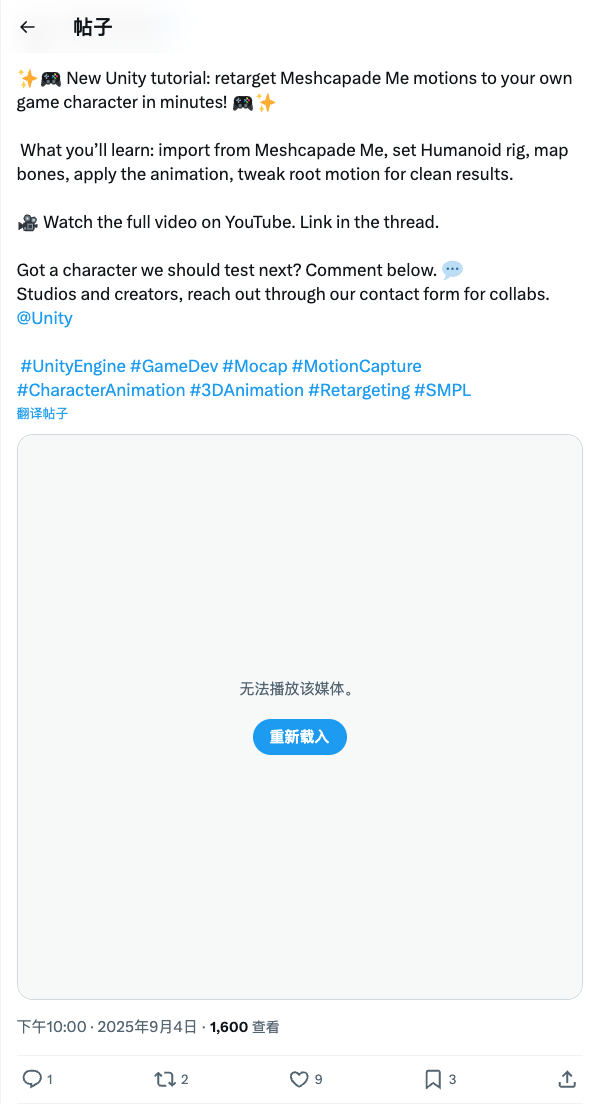 帖子
✨🎮 New Unity tutorial: retarget Meshcapade Me motions to your own
game character in minutes! 🎮✨
What you’ll learn: import from Meshcapade Me, set Humanoid rig, map
bones, apply the animation, tweak root motion for clean results.
🎥 Watch the full video on YouTube. Link in the thread.
Got a character we should test next? Comment below. 💬
Studios and creators, reach out through our contact form for collabs.
@Unity
#UnityEngine #GameDev #Mocap #MotionCapture
#CharacterAnimation #3DAnimation #Retargeting #SMPL
翻译帖子
无法播放该媒体。
重新载入
下午10:00 · 2025年9月4日 · 1,600 查看
1 2 9 3